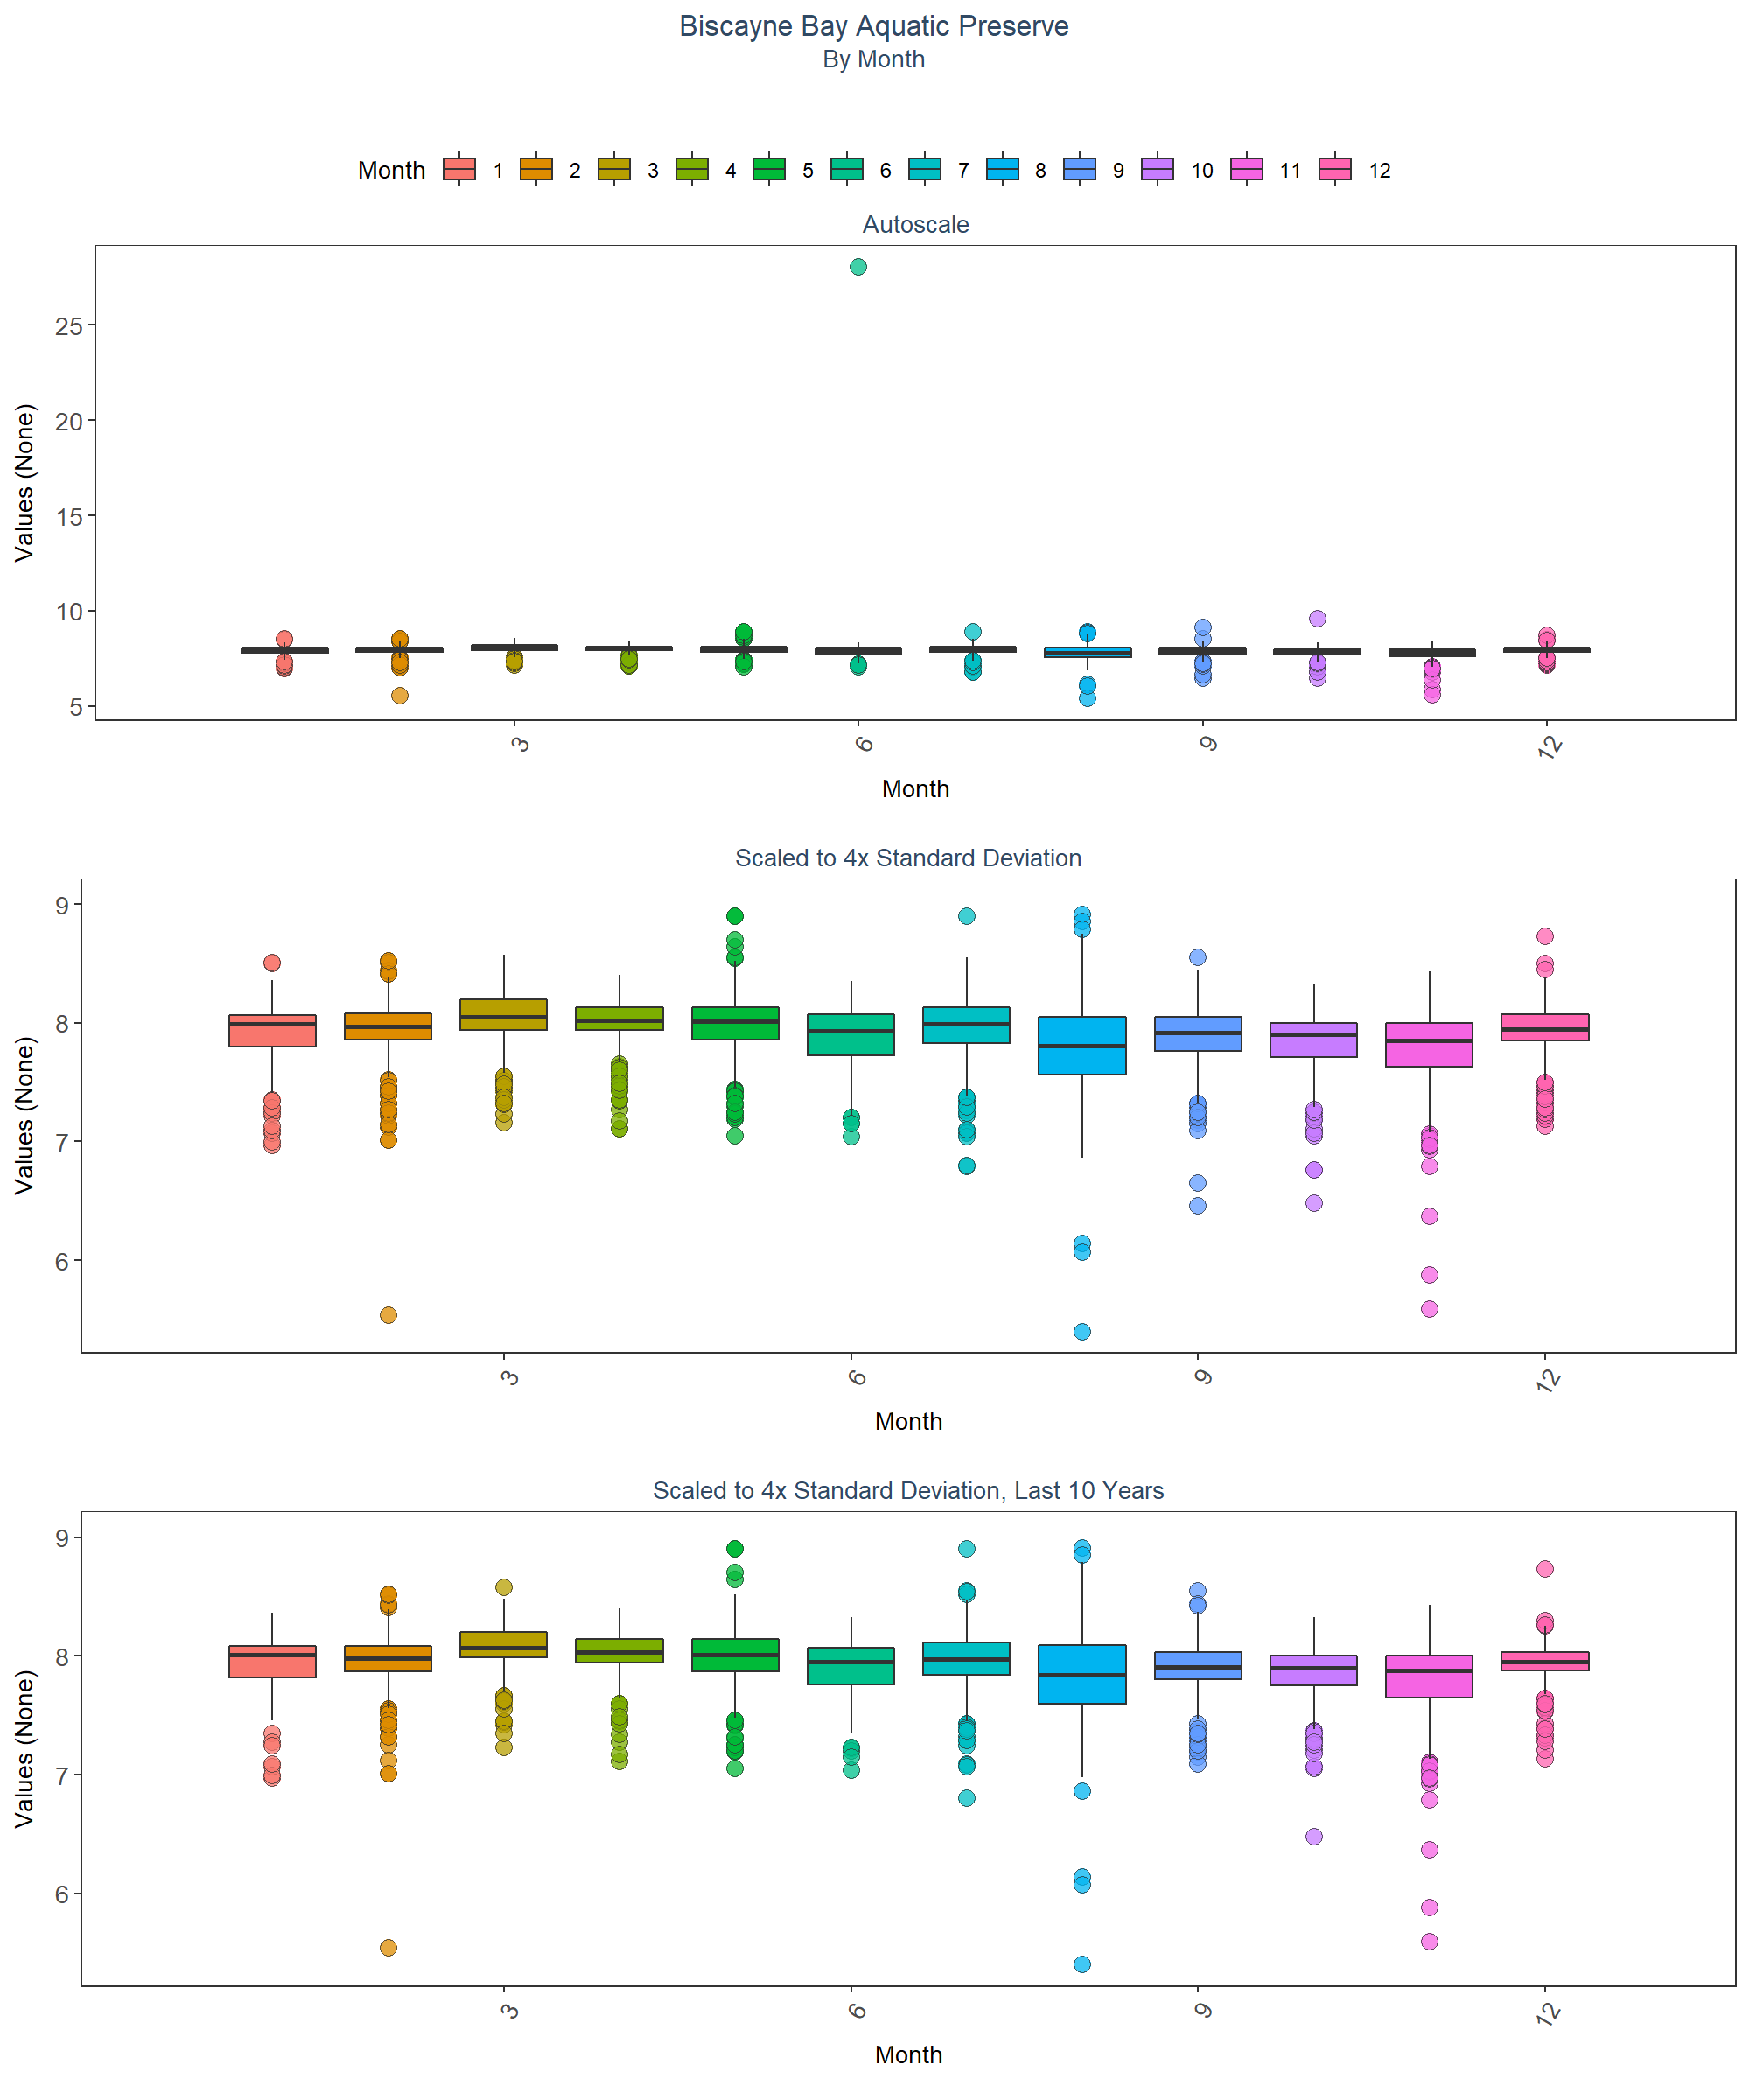 Biscayne Bay Aquatic Preserve
By Month
Month 1 2 3 4 5 6 7 8 9 10 11 12
Autoscale
Values (None)
25
20
15
10
5
3 6 9 12
Month
Scaled to 4x Standard Deviation
Values (None)
9
8
7
6
3 6 9 12
Month
Scaled to 4x Standard Deviation, Last 10 Years
Values (None)
9
8
7
6
3 6 9 12
Month